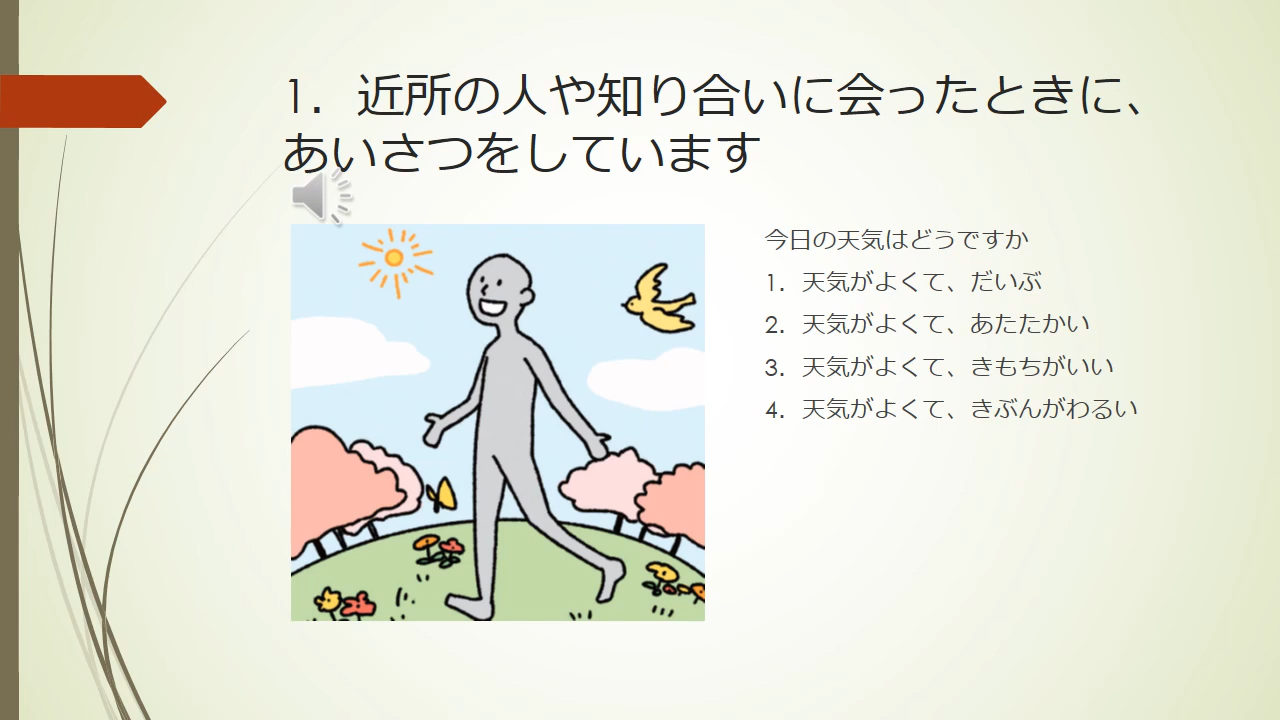 1．近所の人や知り合いに会ったときに、
あいさつをしています
今日の天気はどうですか
1. 天気がよくて、だいぶ
2. 天気がよくて、あたたかい
3. 天気がよくて、きもちがいい
4. 天気がよくて、きぶんがわるい